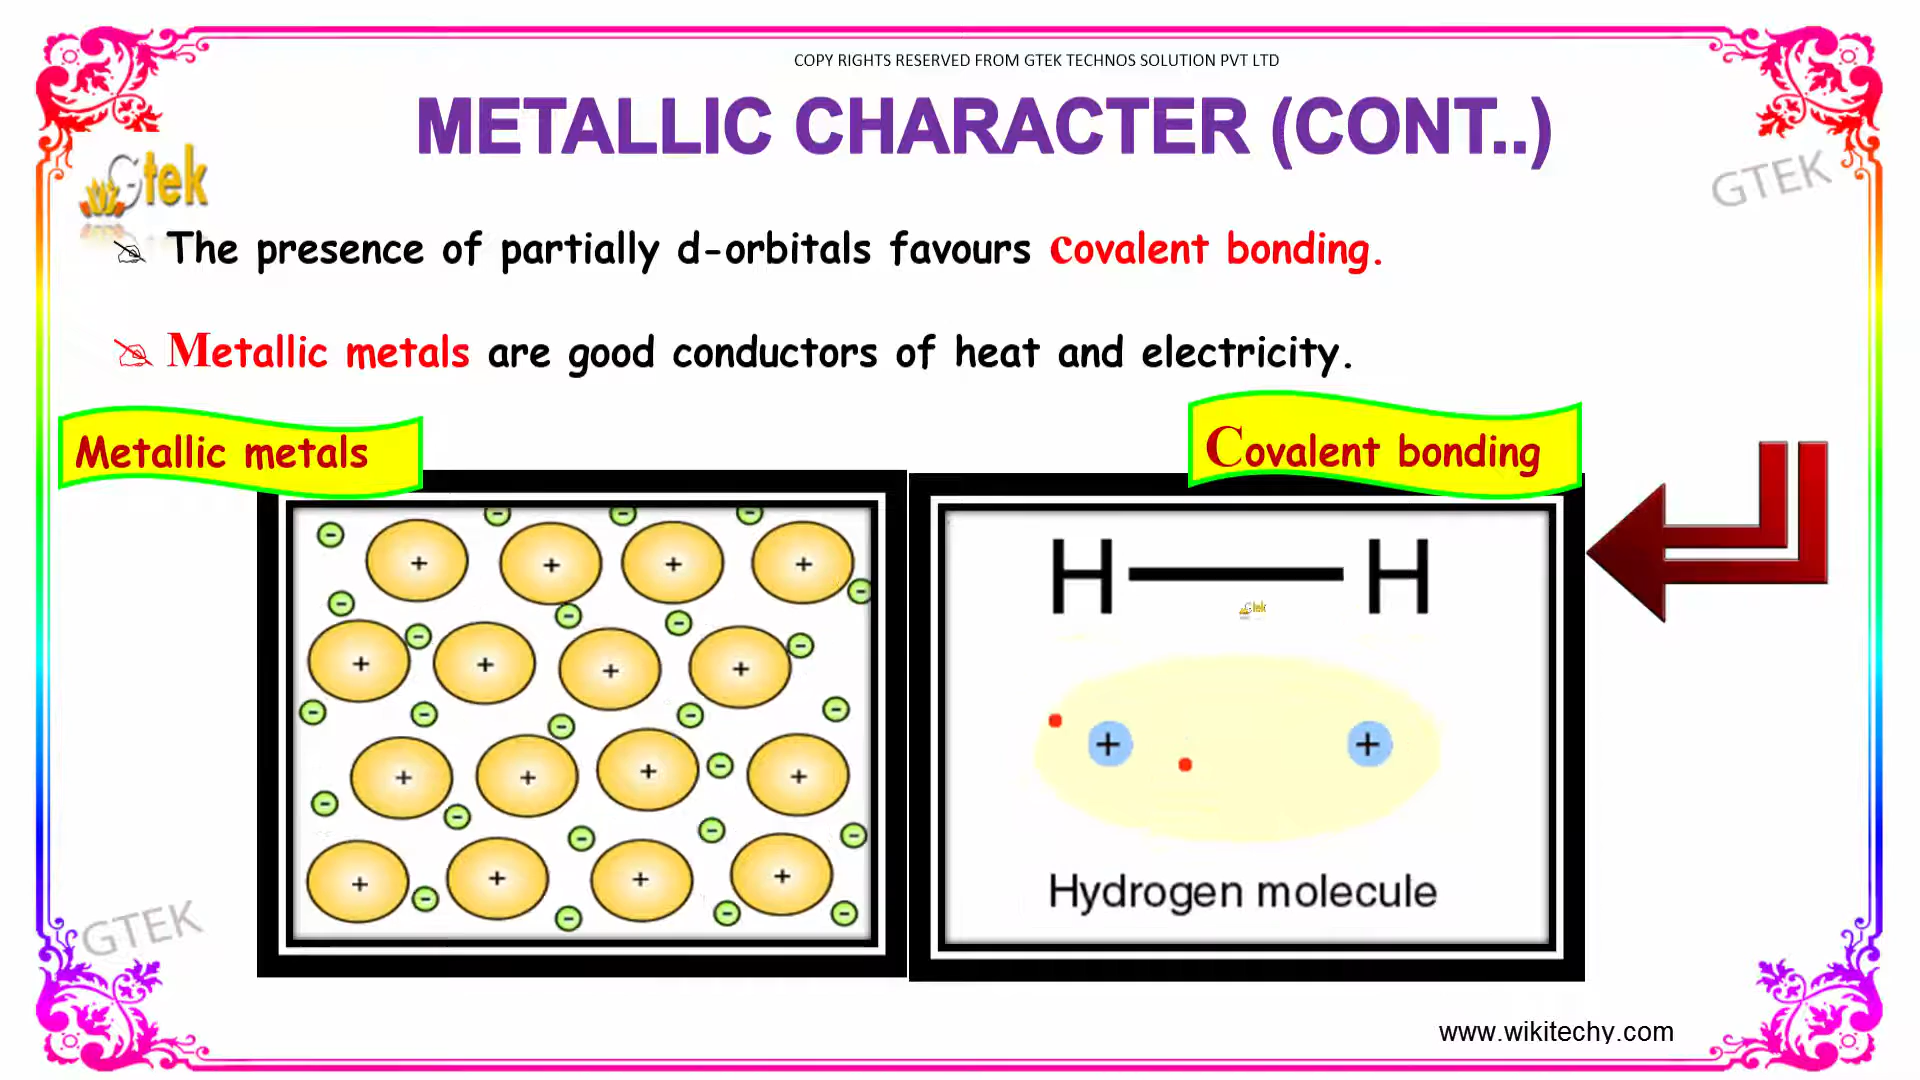 COPY RIGHTS RESERVED FROM GTEK TECHNOS SOLUTION PVT LTD
METALLIC CHARACTER (CONT..)
Gtek
GTEK
The presence of partially d-orbitals favours covalent bonding.
Metallic metals are good conductors of heat and electricity.
Metallic metals
Covalent bonding
H H
Gtek
Hydrogen molecule
GTEK
www.wikitechy.com